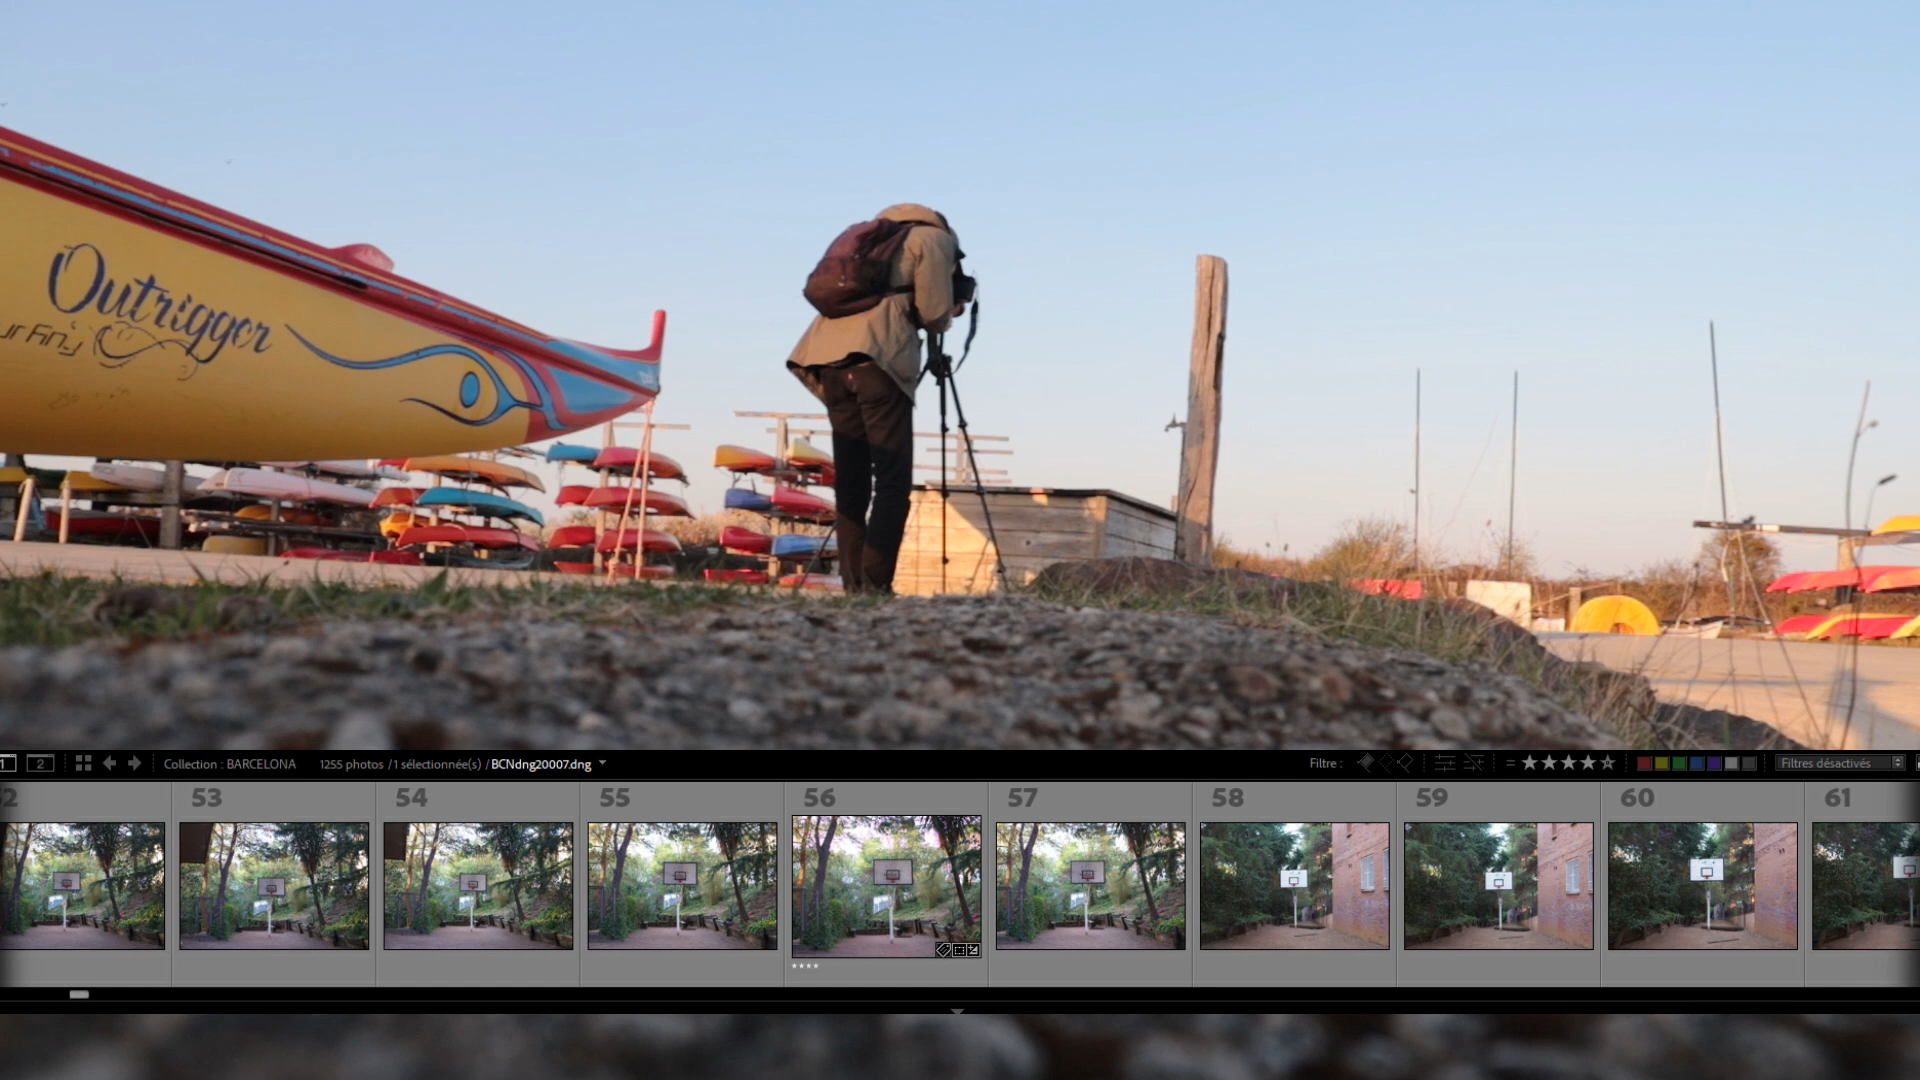 Outrigger
2
Collection : BARCELONA
1255 photos / 1 sélectionnée(s) / BCNdng20007.dng
Filtre :
Filtres désactivés
53
54
55
56
57
58
59
60
61